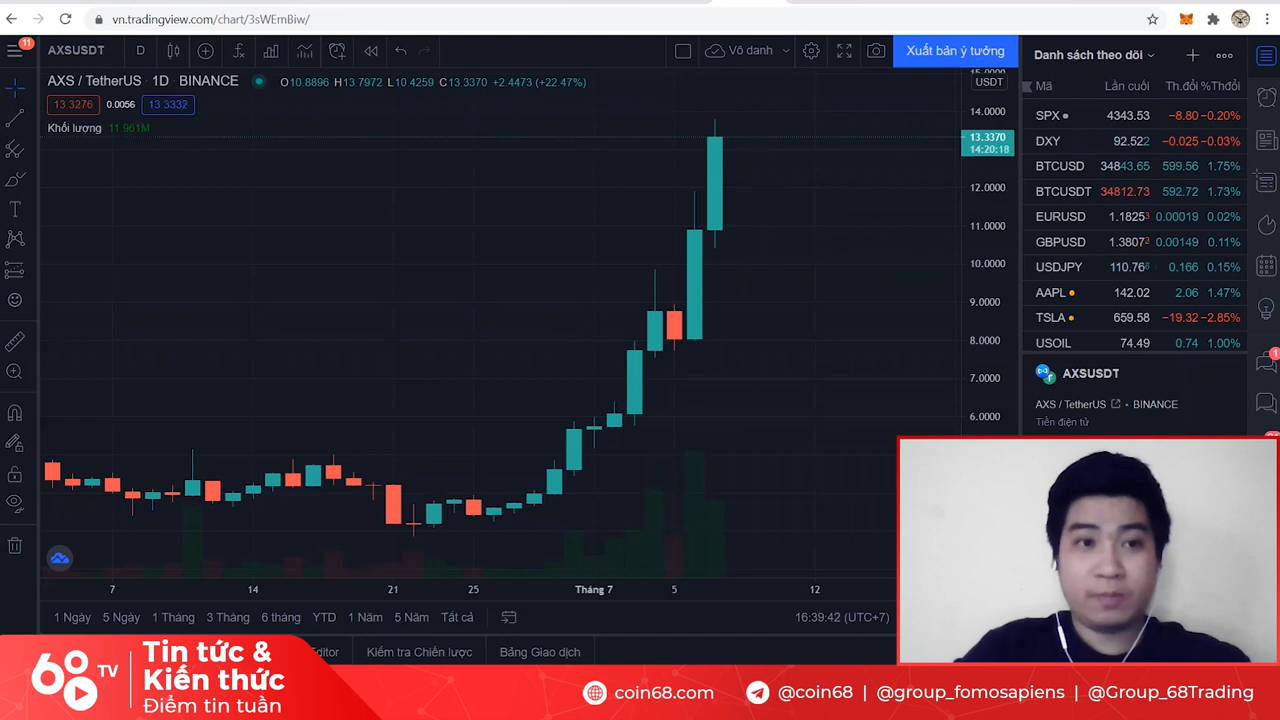 vn.tradingview.com/chart/3sWEmBiw/
11
AXSUSDT
D
Vô danh
Xuất bản ý tưởng
AXS / TetherUS · 1D · BINANCE
O10.8896 H13.7972 L10.4259 C13.3370 +2.4473 (+22.47%)
13.3276
0.0056
13.3332
Khối lượng 11.961M
USDT
14.0000
13.3370
14:20:18
12.0000
11.0000
10.0000
9.0000
8.0000
7.0000
6.0000
7
14
21
25
Tháng 7
5
12
1 Ngày
5 Ngày
1 Tháng
3 Tháng
6 tháng
YTD
1 Năm
5 Năm
Tất cả
16:39:42 (UTC+7)
Kiểm tra Chiến lược
Bảng Giao dịch
Danh sách theo dõi
Mã Lần cuối Th.đổi %Thđổi
SPX 4343.53 −8.80 −0.20%
DXY 92.522 −0.025 −0.03%
BTCUSD 34843.65 599.56 1.75%
BTCUSDT 34812.73 592.72 1.73%
EURUSD 1.18253 0.00019 0.02%
GBPUSD 1.38073 0.00149 0.11%
USDJPY 110.768 0.166 0.15%
AAPL 142.02 2.06 1.47%
TSLA 659.58 −19.32 −2.85%
USOIL 74.49 0.74 1.00%
AXSUSDT
AXS / TetherUS · BINANCE
Tiền điện tử
1
68 TV
Tin tức &
Kiến thức
Điểm tin tuần
coin68.com
@coin68 | @group_fomosapiens | @Group_68Trading